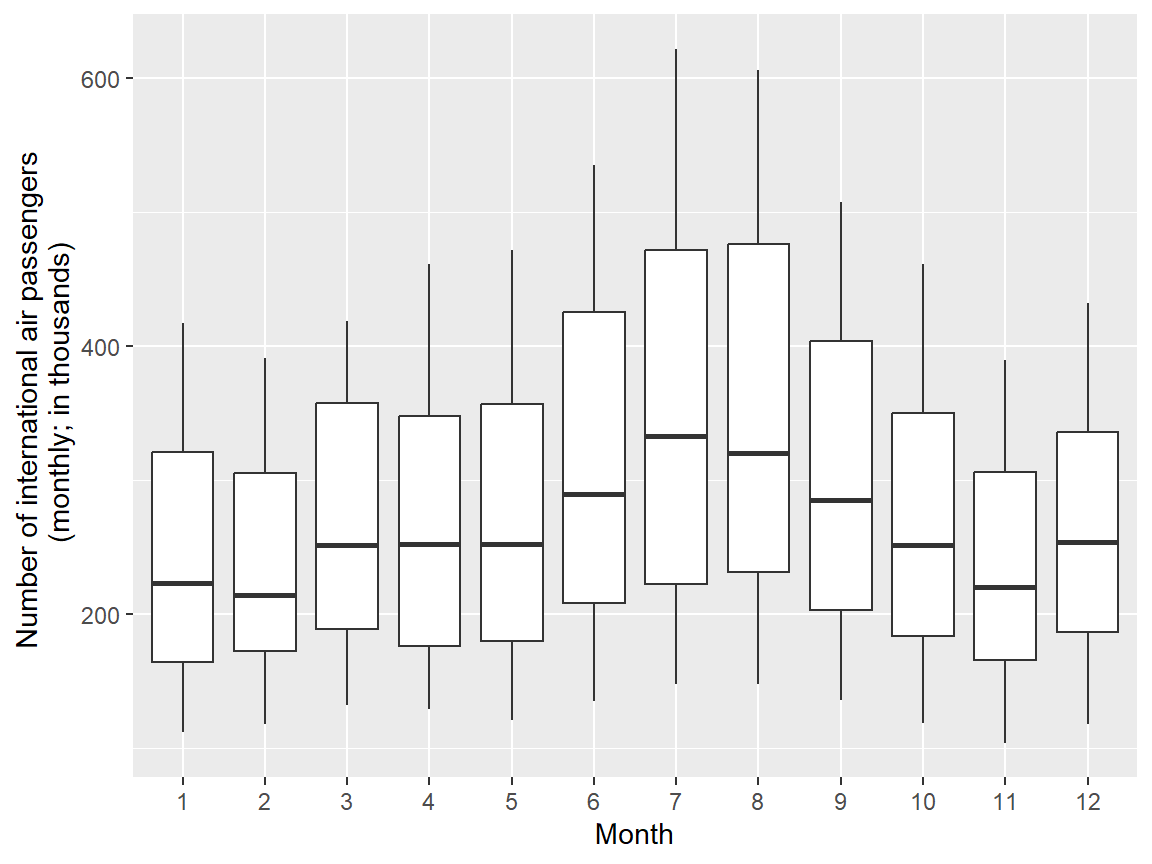 Number of international air passengers
(monthly; in thousands)
600
400
200
1 2 3 4 5 6 7 8 9 10 11 12
Month